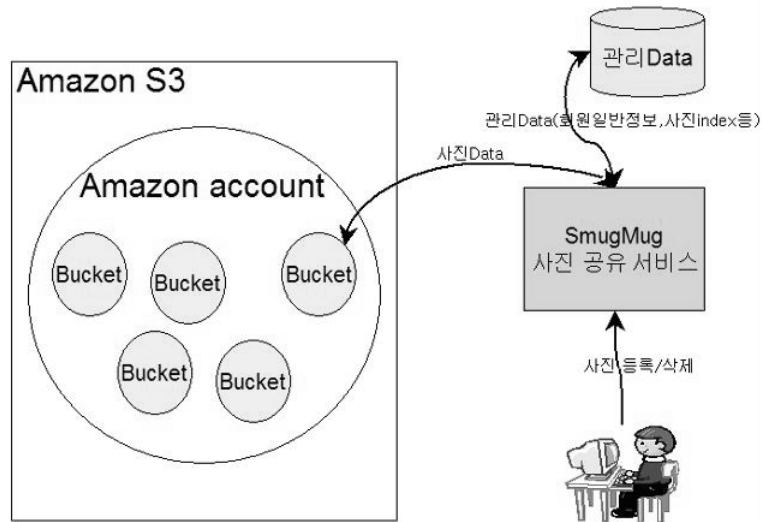 Amazon S3
Amazon account
Bucket
Bucket
Bucket
Bucket
Bucket
관리Data
관리Data(회원일반정보,사진index등)
사진Data
SmugMug
사진 공유 서비스
사진 등록/삭제